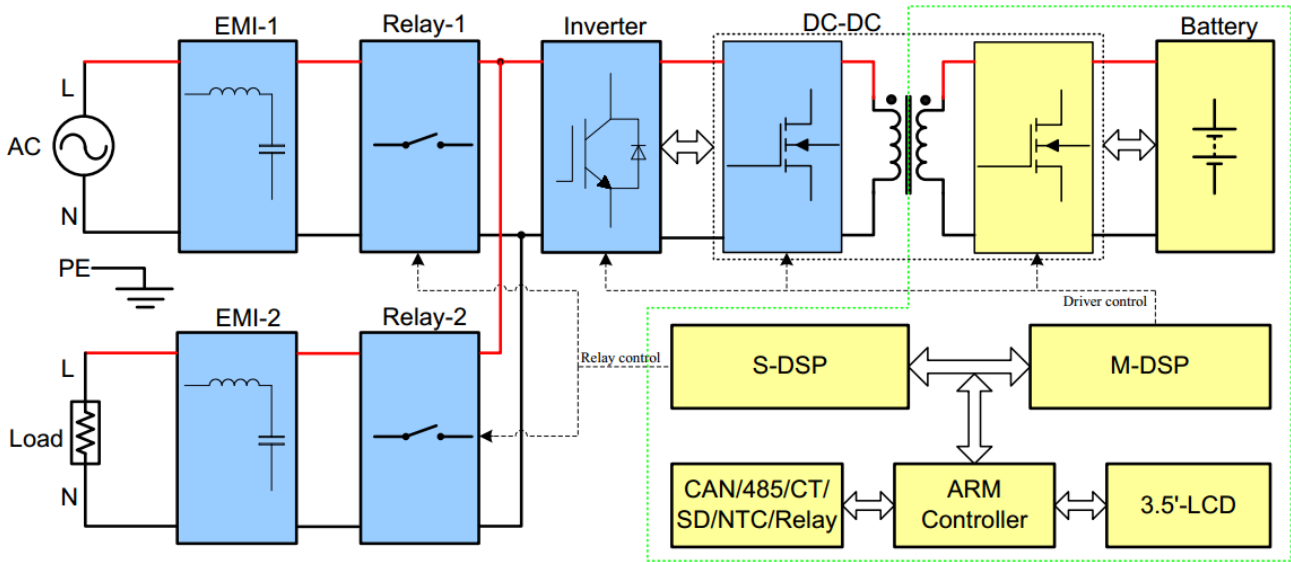 EMI-1
Relay-1
Inverter
DC-DC
Battery
L
AC
N
PE
Driver control
EMI-2
Relay-2
L
Load
N
Relay control
S-DSP
M-DSP
CAN/485/CT/
SD/NTC/Relay
ARM
Controller
3.5'-LCD